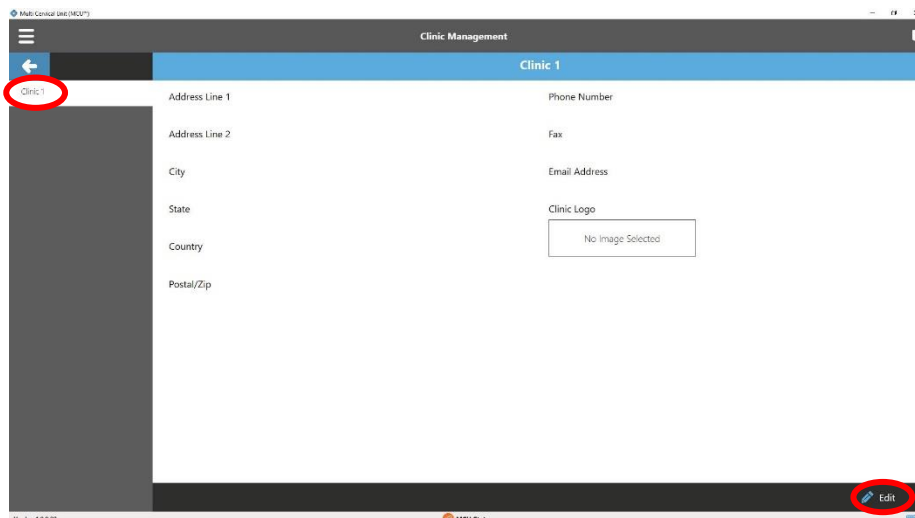 Multi Cervical Unit (MCU™)
Clinic Management
Clinic 1
Clinic 1
Address Line 1
Phone Number
Address Line 2
Fax
City
Email Address
State
Clinic Logo
No Image Selected
Country
Postal/Zip
Edit